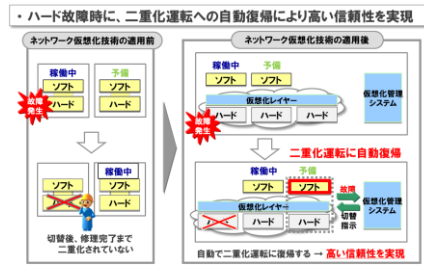 ・ハード故障時に、二重化運転への自動復帰により高い信頼性を実現
ネットワーク仮想化技術の適用前
稼働中
予備
ソフト
ソフト
ハード
ハード
故障発生
稼働中
ソフト
ソフト
ハード
ハード
切替後、修理完了まで
二重化されていない
ネットワーク仮想化技術の適用後
稼働中
予備
ソフト
ソフト
仮想化レイヤー
ハード
ハード
ハード
故障発生
仮想化管理
システム
二重化運転に自動復帰
稼働中
予備
ソフト
ソフト
故障
仮想化レイヤー
ハード
ハード
ハード
切替
指示
仮想化管理
システム
自動で二重化運転に復帰する → 高い信頼性を実現